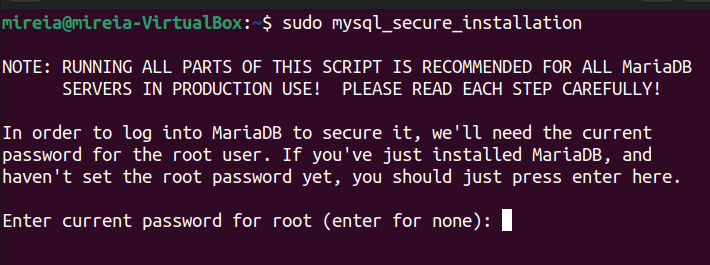 mireia@mireia-VirtualBox:~$ sudo mysql_secure_installation
NOTE: RUNNING ALL PARTS OF THIS SCRIPT IS RECOMMENDED FOR ALL MariaDB
SERVERS IN PRODUCTION USE!  PLEASE READ EACH STEP CAREFULLY!
In order to log into MariaDB to secure it, we'll need the current
password for the root user. If you've just installed MariaDB, and
haven't set the root password yet, you should just press enter here.
Enter current password for root (enter for none):